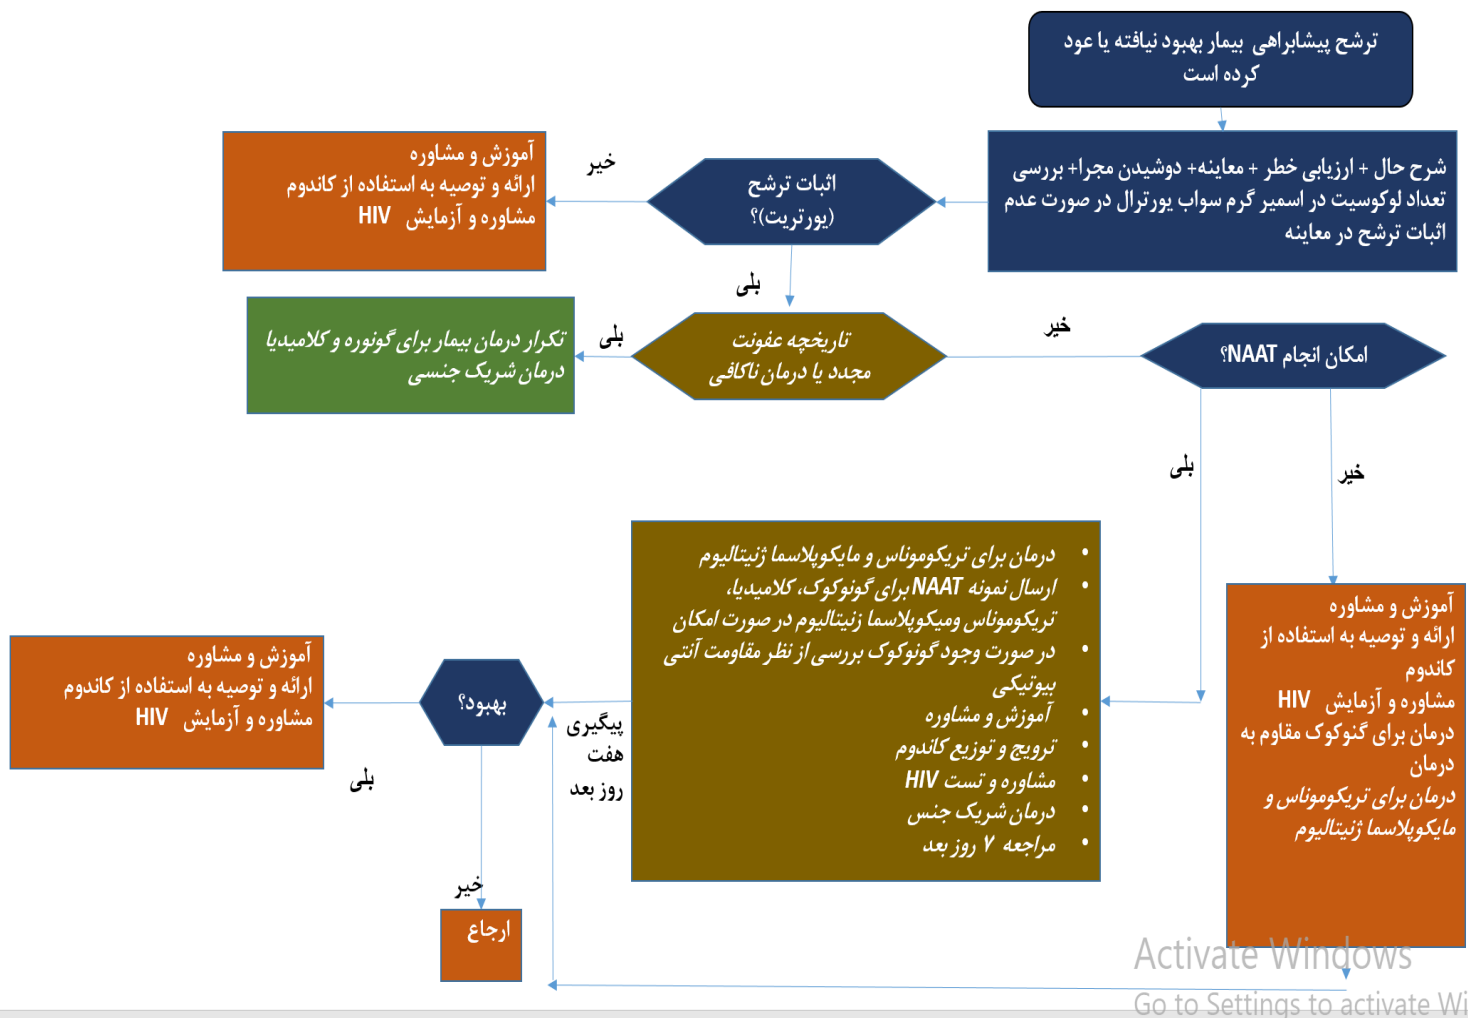 ترشح پیشابراهی بیمار بهبود نیافته یا عود
کرده است
شرح حال + ارزیابی خطر + معاینه+ دوشیدن مجرا+ بررسی
تعداد لوکوسیت در اسمیر گرم سواب یورترال در صورت عدم
اثبات ترشح در معاینه
اثبات ترشح
(یورتریت)؟
خیر
آموزش و مشاوره
ارائه و توصیه به استفاده از کاندوم
مشاوره و آزمایش HIV
بلی
تاریخچه عفونت
مجدد یا درمان ناکافی
بلی
تکرار درمان بیمار برای گونوره و کلامیدیا
درمان شریک جنسی
خیر
امکان انجام NAAT؟
بلی
خیر
آموزش و مشاوره
ارائه و توصیه به استفاده از
کاندوم
مشاوره و آزمایش HIV
درمان برای گنوکوک مقاوم به
درمان
درمان برای تریکوموناس و
مایکوپلاسما ژنیتالیوم
• درمان برای تریکوموناس و مایکوپلاسما ژنیتالیوم
• ارسال نمونه NAAT برای گونوکوک، کلامیدیا،
تریکوموناس ومیکوپلاسما زنیتالیوم در صورت امکان
• در صورت وجود گونوکوک بررسی از نظر مقاومت آنتی
بیوتیکی
• آموزش و مشاوره
• ترویج و توزیع کاندوم
• مشاوره و تست HIV
• درمان شریک جنس
• مراجعه ۷ روز بعد
پیگیری
هفت
روز بعد
بهبود؟
بلی
آموزش و مشاوره
ارائه و توصیه به استفاده از کاندوم
مشاوره و آزمایش HIV
خیر
ارجاع
Activate Windows
Go to Settings to activate Wi